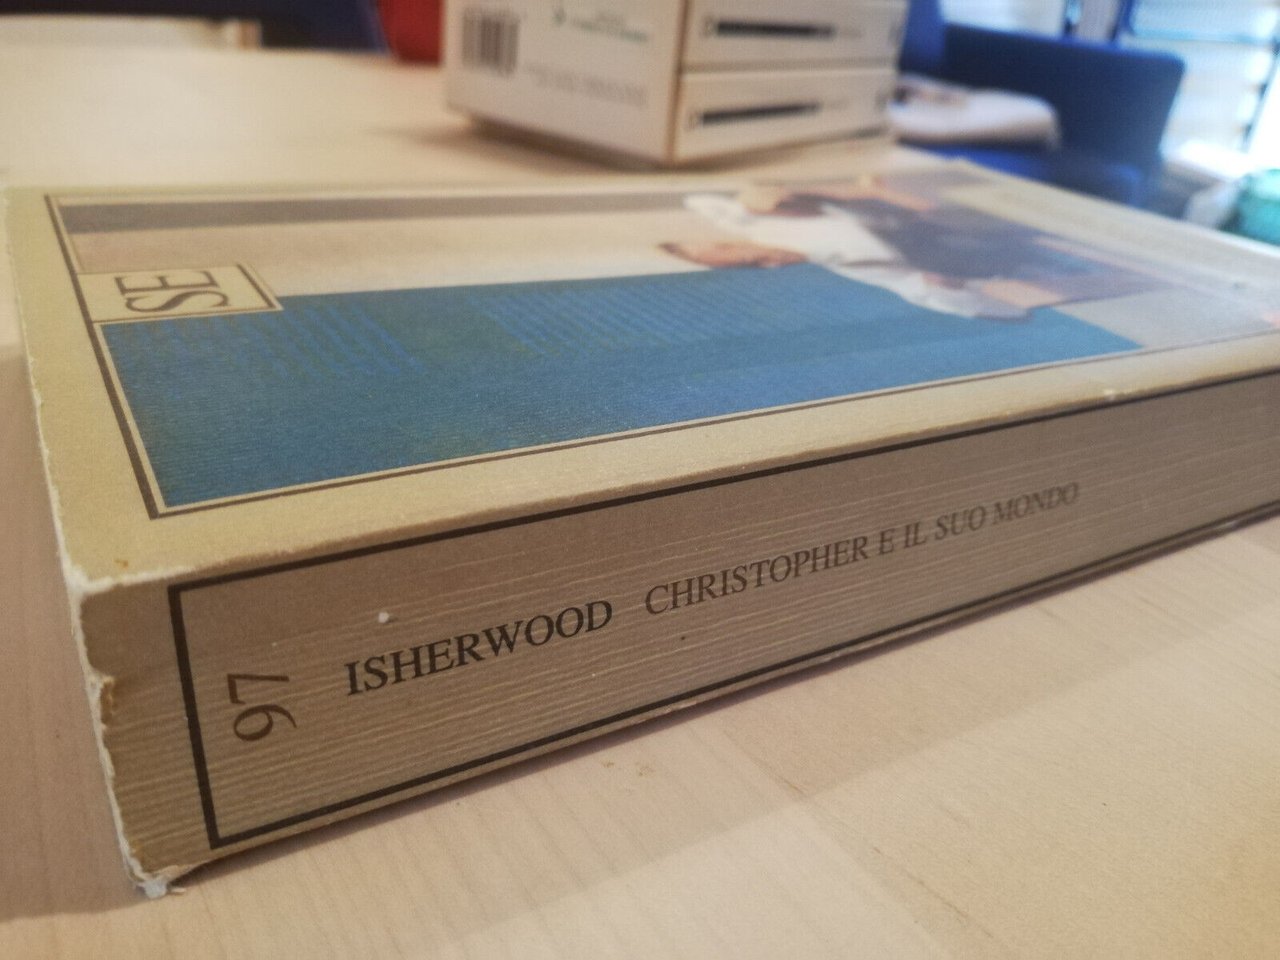 SE
97 ISHERWOOD CHRISTOPHER E IL SUO MONDO